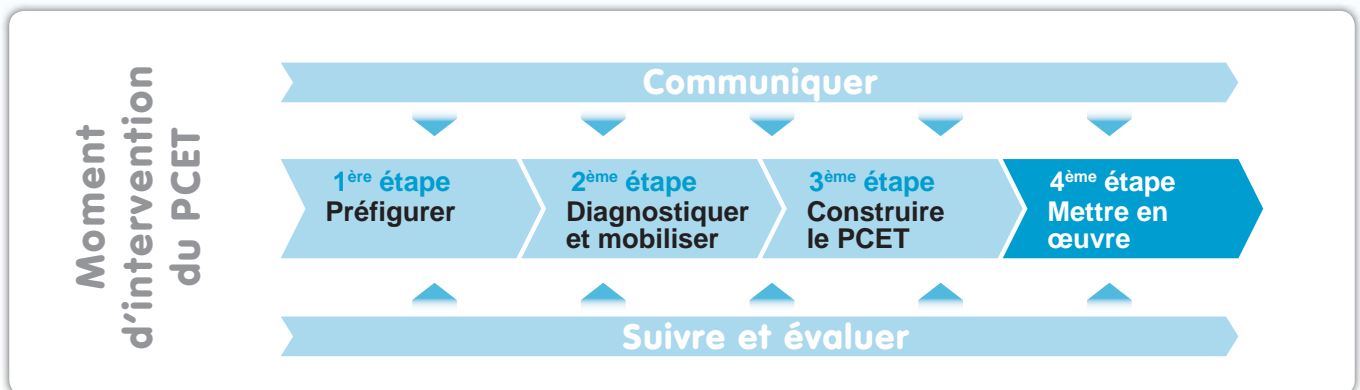 Moment
d'intervention
du PCET
Communiquer
1ère étape
Préfigurer
2ème étape
Diagnostiquer
et mobiliser
3ème étape
Construire
le PCET
4ème étape
Mettre en
œuvre
Suivre et évaluer